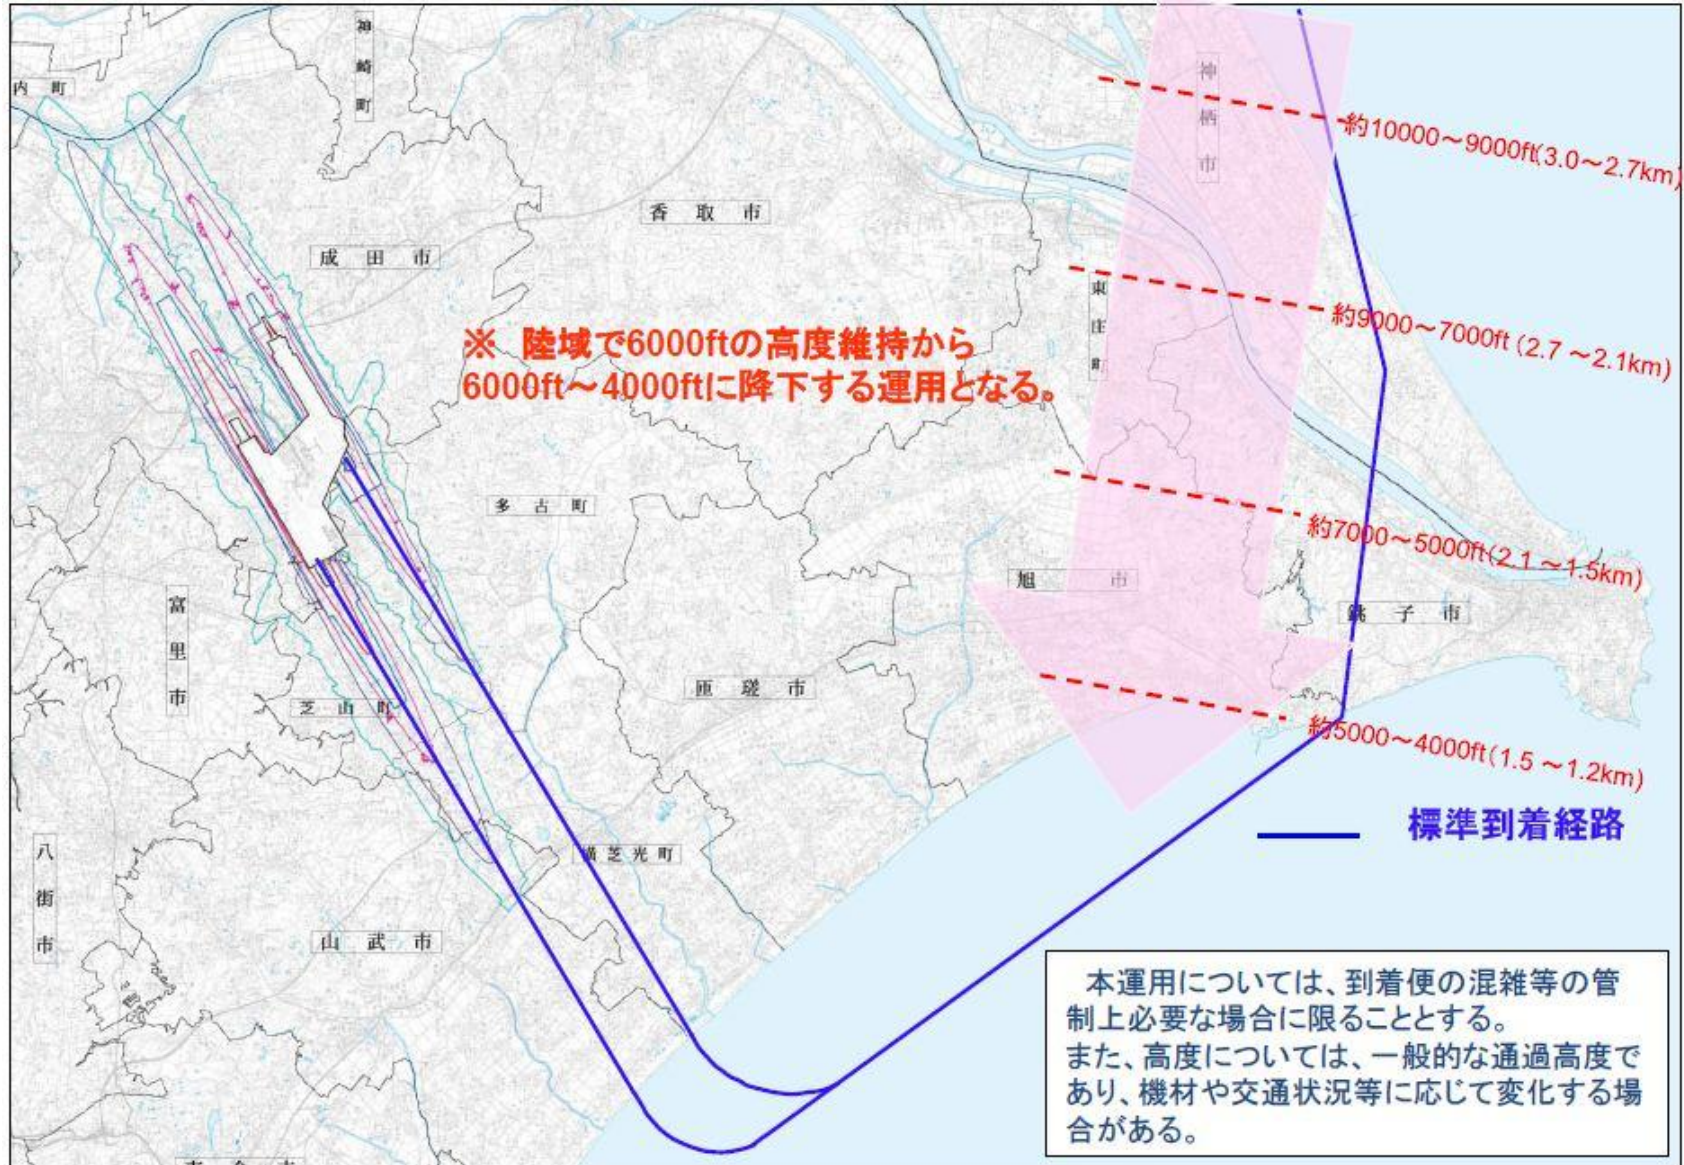 神崎町
内町
神栖市
約10000～9000ft(3.0～2.7km)
香取市
成田市
東庄町
約9000～7000ft (2.7 ～2.1km)
※ 陸域で6000ftの高度維持から
6000ft～4000ftに降下する運用となる。
多古町
約7000～5000ft(2.1 ～1.5km)
旭市
銚子市
富里市
匝瑳市
芝山町
約5000～4000ft(1.5 ～1.2km)
標準到着経路
横芝光町
八街市
山武市
本運用については、到着便の混雑等の管
制上必要な場合に限ることとする。
また、高度については、一般的な通過高度で
あり、機材や交通状況等に応じて変化する場
合がある。